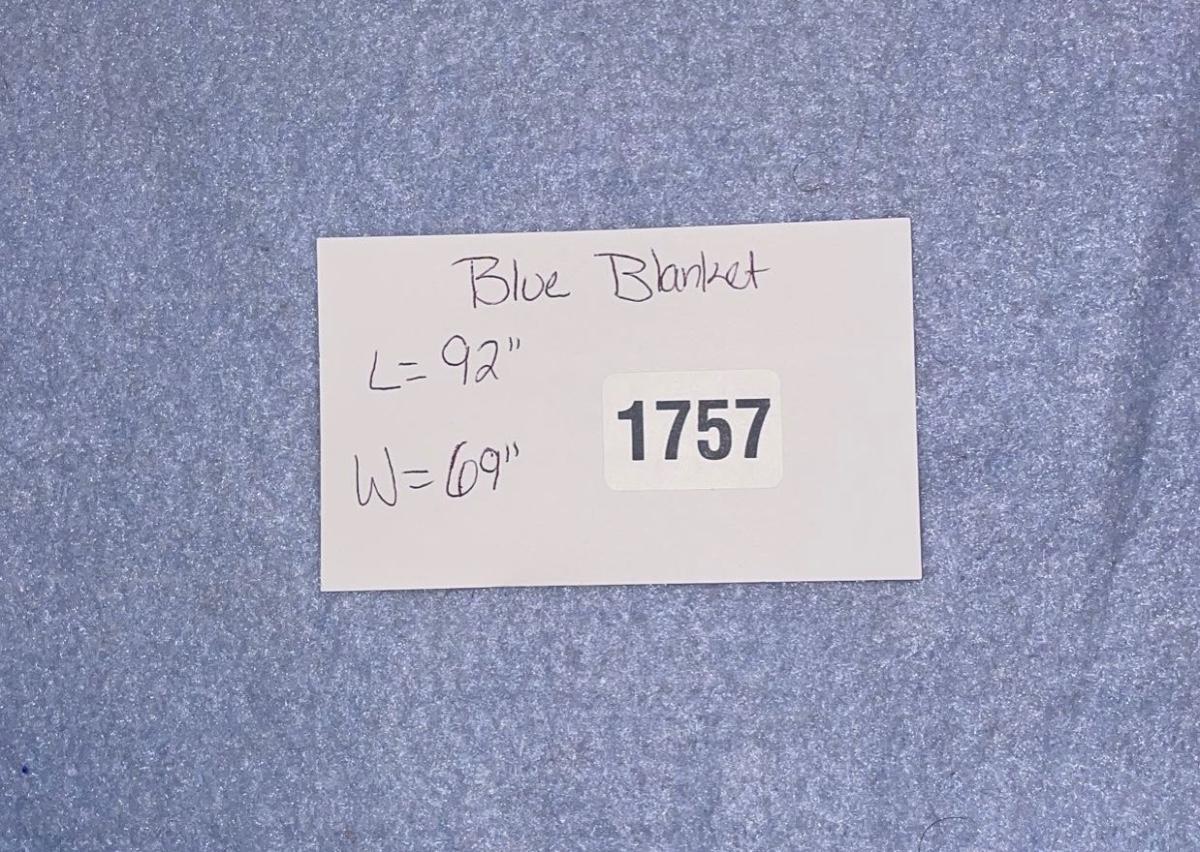 Blue Blanket
L= 92"
1757
W= 69"